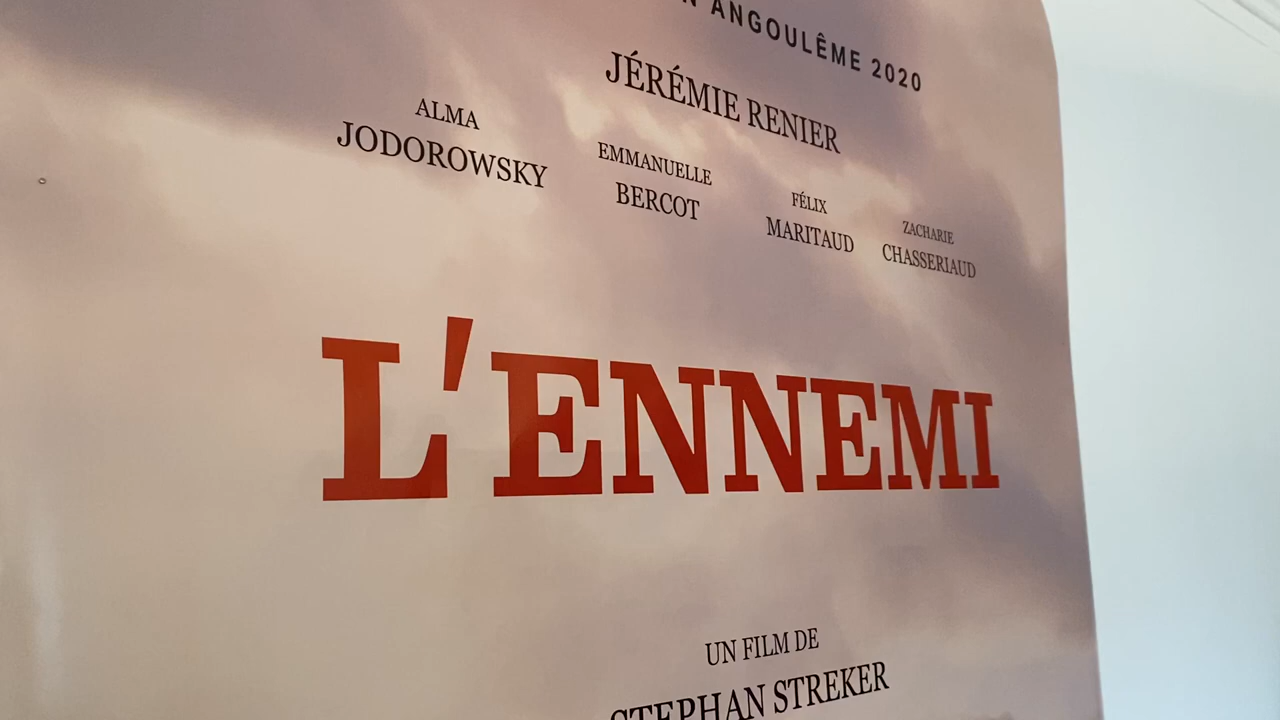 ANGOULÊME 2020
JÉRÉMIE RENIER
ALMA
JODOROWSKY
EMMANUELLE
BERCOT
FÉLIX
MARITAUD
ZACHARIE
CHASSERIAUD
L'ENNEMI
UN FILM DE
STEPHAN STREKER